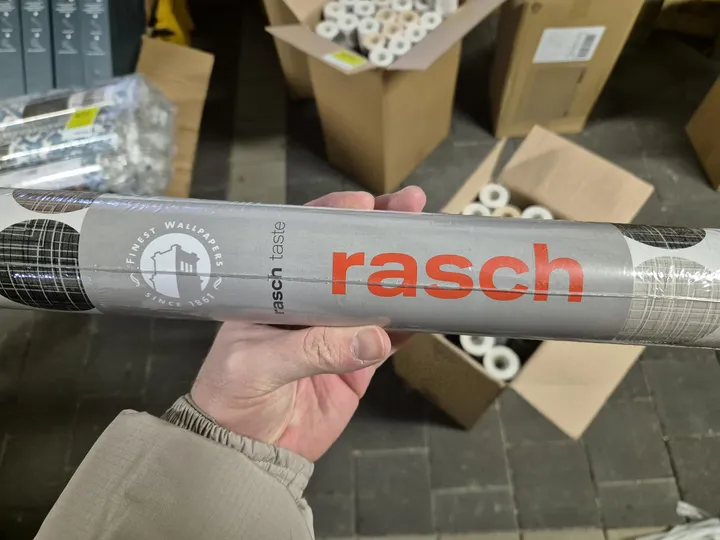 FINEST WALLPAPERS
SINCE 1861
rasch taste
rasch